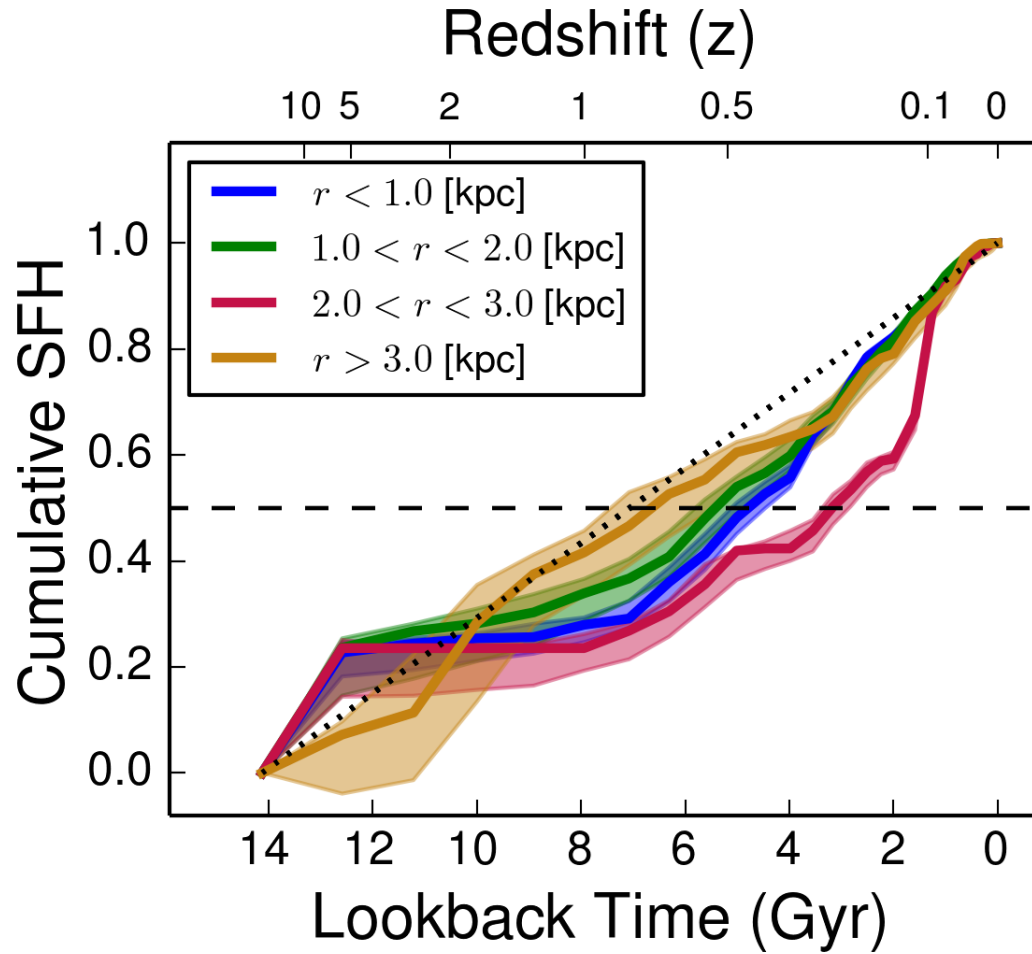 Redshift (z)
10 5 2 1 0.5 0.1 0
r < 1.0 [kpc]
1.0 < r < 2.0 [kpc]
2.0 < r < 3.0 [kpc]
r > 3.0 [kpc]
Cumulative SFH
1.0
0.8
0.6
0.4
0.2
0.0
14 12 10 8 6 4 2 0
Lookback Time (Gyr)